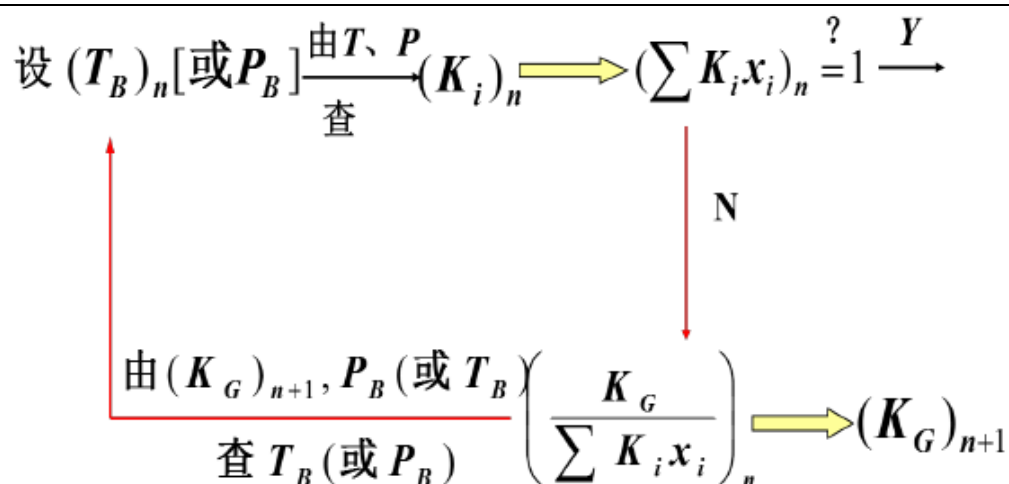 设 (T_B)_n[或P_B] 由T、P 查 (K_i)_n (∑ K_i x_i)_n =? 1 Y
N
由(K_G)_{n+1}, P_B(或 T_B) 查 T_B(或 P_B) (K_G / ∑ K_i x_i)_n (K_G)_{n+1}